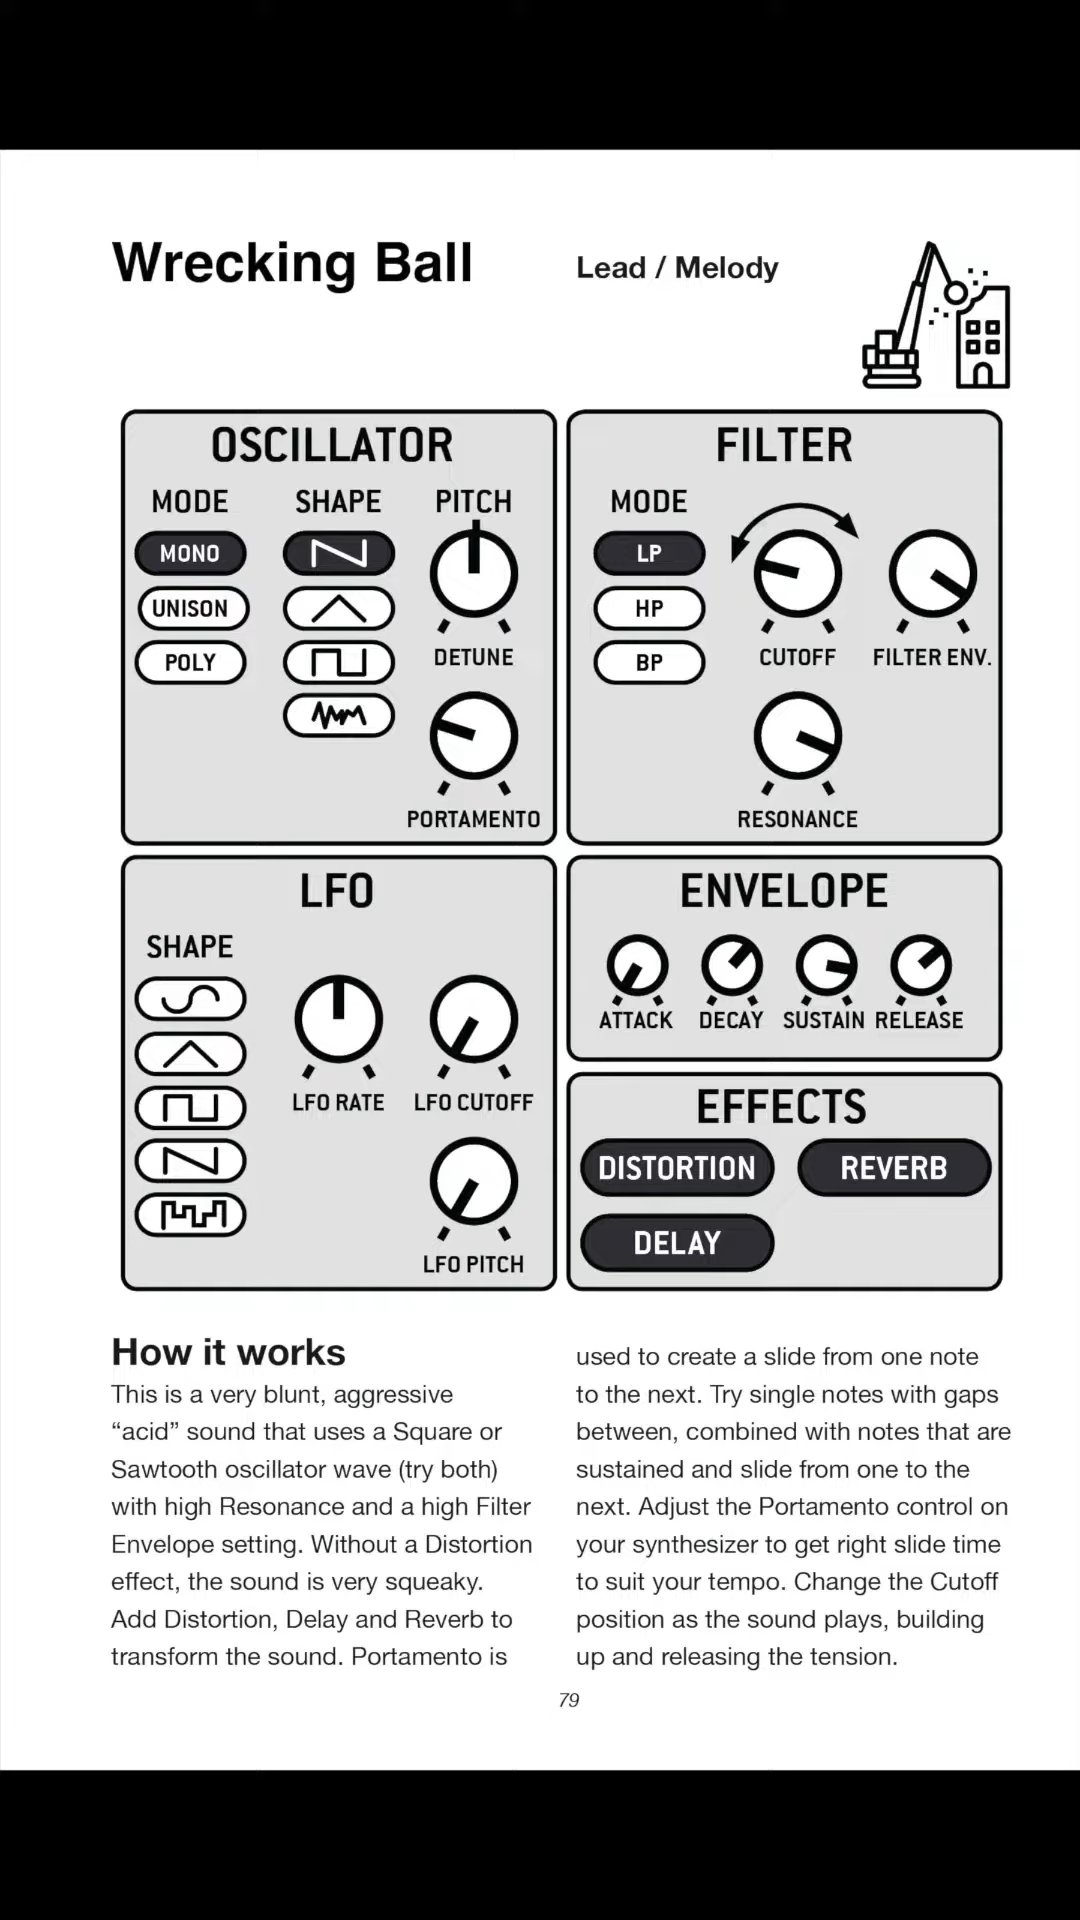 Wrecking Ball
Lead / Melody
OSCILLATOR
MODE
SHAPE
PITCH
MONO
UNISON
POLY
DETUNE
PORTAMENTO
FILTER
MODE
LP
HP
BP
CUTOFF
FILTER ENV.
RESONANCE
LFO
SHAPE
LFO RATE
LFO CUTOFF
LFO PITCH
ENVELOPE
ATTACK
DECAY
SUSTAIN
RELEASE
EFFECTS
DISTORTION
REVERB
DELAY
How it works
This is a very blunt, aggressive
“acid” sound that uses a Square or
Sawtooth oscillator wave (try both)
with high Resonance and a high Filter
Envelope setting. Without a Distortion
effect, the sound is very squeaky.
Add Distortion, Delay and Reverb to
transform the sound. Portamento is
used to create a slide from one note
to the next. Try single notes with gaps
between, combined with notes that are
sustained and slide from one to the
next. Adjust the Portamento control on
your synthesizer to get right slide time
to suit your tempo. Change the Cutoff
position as the sound plays, building
up and releasing the tension.
79